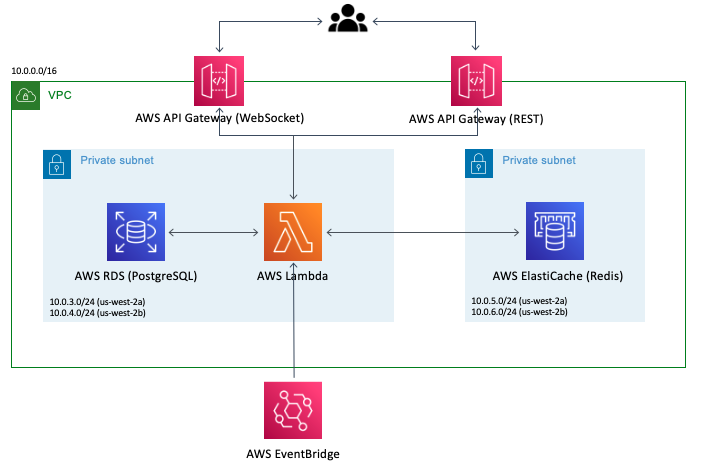 10.0.0.0/16
VPC
AWS API Gateway (WebSocket)
AWS API Gateway (REST)
Private subnet
Private subnet
AWS RDS (PostgreSQL)
AWS Lambda
AWS ElastiCache (Redis)
10.0.3.0/24 (us-west-2a)
10.0.4.0/24 (us-west-2b)
10.0.5.0/24 (us-west-2a)
10.0.6.0/24 (us-west-2b)
AWS EventBridge